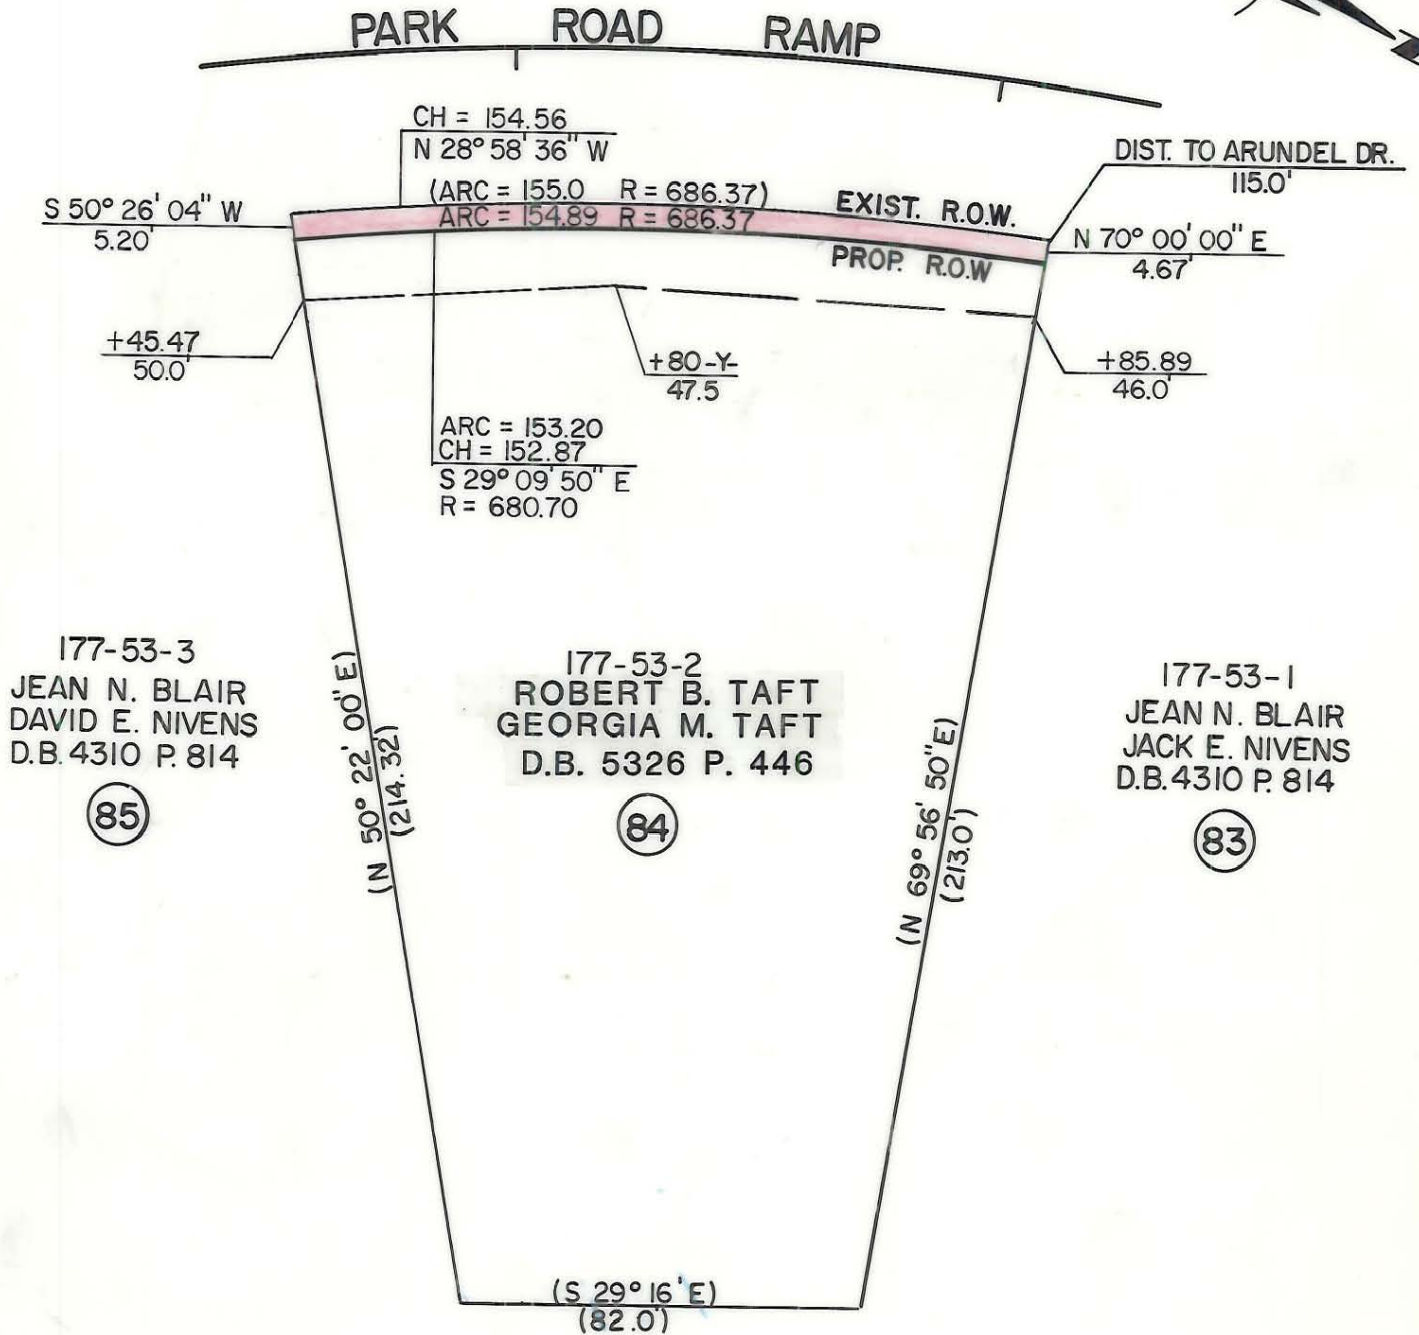 PARK ROAD RAMP
CH = 154.56
N 28° 58' 36" W
DIST. TO ARUNDEL DR.
115.0'
(ARC = 155.0 R = 686.37)
ARC = 154.89 R = 686.37
EXIST. R.O.W.
S 50° 26' 04" W
5.20'
N 70° 00' 00" E
4.67'
PROP. R.O.W
+45.47
50.0'
+80-Y-
47.5
+85.89
46.0'
ARC = 153.20
CH = 152.87
S 29° 09' 50" E
R = 680.70
177-53-3
JEAN N. BLAIR
DAVID E. NIVENS
D.B. 4310 P. 814
85
(N 50° 22' 00" E)
(214.32')
177-53-2
ROBERT B. TAFT
GEORGIA M. TAFT
D.B. 5326 P. 446
84
(N 69° 56' 50" E)
(213.0')
177-53-1
JEAN N. BLAIR
JACK E. NIVENS
D.B. 4310 P. 814
83
(S 29° 16' E)
(82.0')